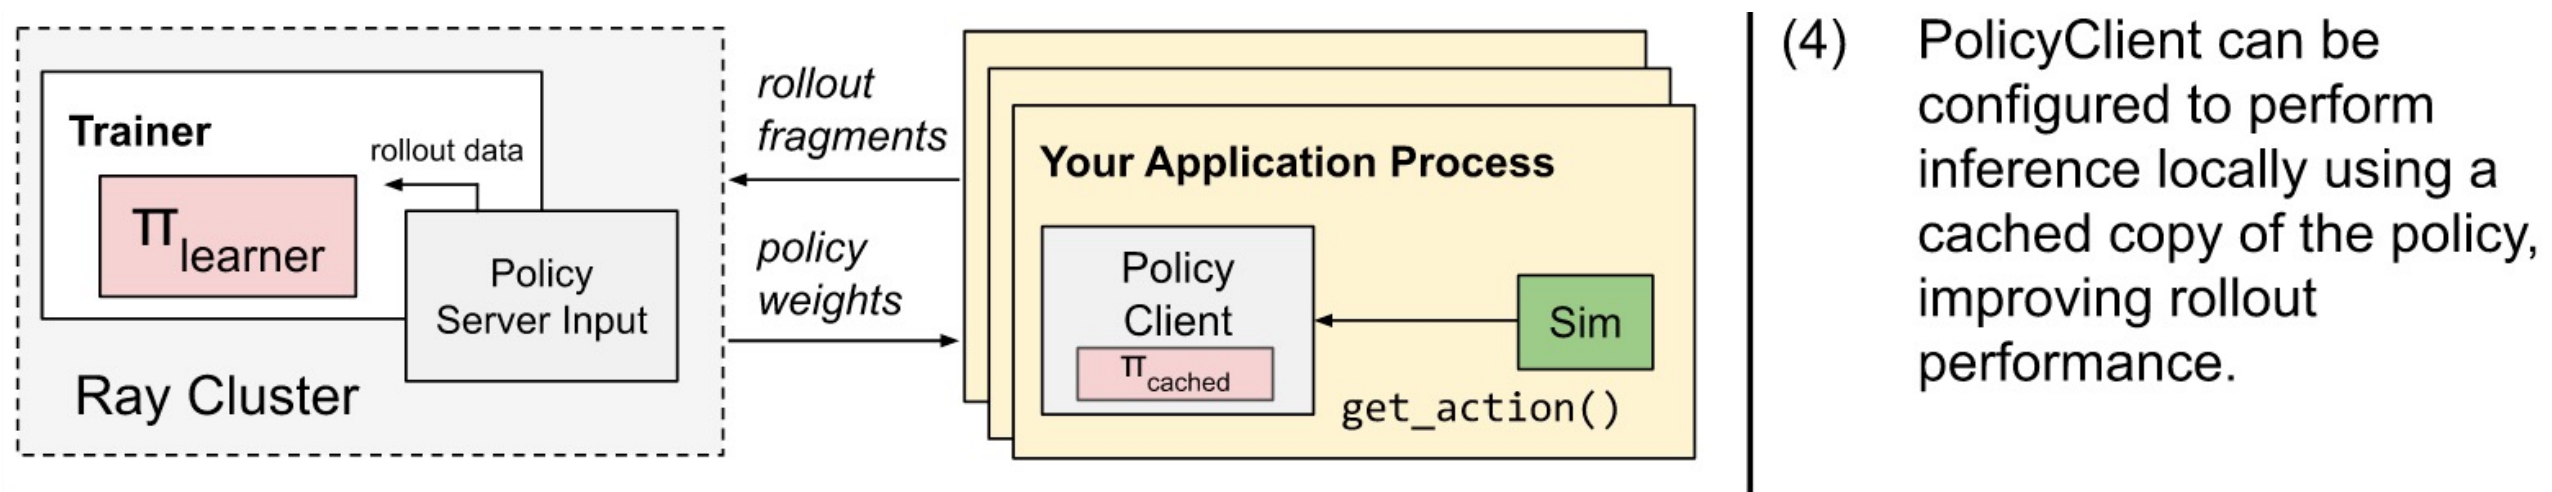 Trainer
rollout data
π learner
Policy
Server Input
Ray Cluster
rollout
fragments
policy
weights
Your Application Process
Policy
Client
π cached
Sim
get_action()
(4) PolicyClient can be
configured to perform
inference locally using a
cached copy of the policy,
improving rollout
performance.